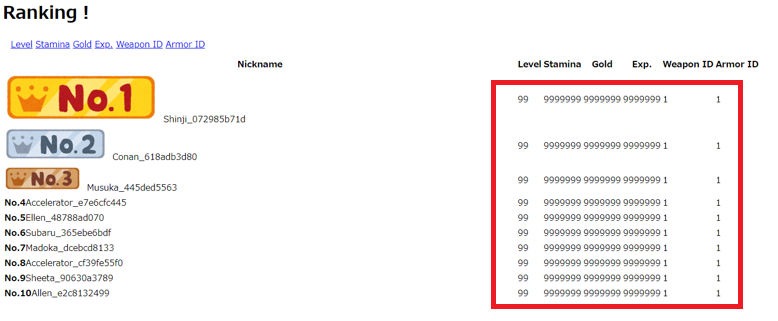 Ranking !
Level Stamina Gold Exp. Weapon ID Armor ID
Nickname Level Stamina Gold Exp. Weapon ID Armor ID
No.1 Shinji_072985b71d 99 9999999 9999999 9999999 1 1
No.2 Conan_618adb3d80 99 9999999 9999999 9999999 1 1
No.3 Musuka_445ded5563 99 9999999 9999999 9999999 1 1
No.4Accelerator_e7e6cfc445 99 9999999 9999999 9999999 1 1
No.5Ellen_48788ad070 99 9999999 9999999 9999999 1 1
No.6Subaru_365ebe6bdf 99 9999999 9999999 9999999 1 1
No.7Madoka_dcebcd8133 99 9999999 9999999 9999999 1 1
No.8Accelerator_cf39fe55f0 99 9999999 9999999 9999999 1 1
No.9Sheeta_90630a3789 99 9999999 9999999 9999999 1 1
No.10Allen_e2c8132499 99 9999999 9999999 9999999 1 1